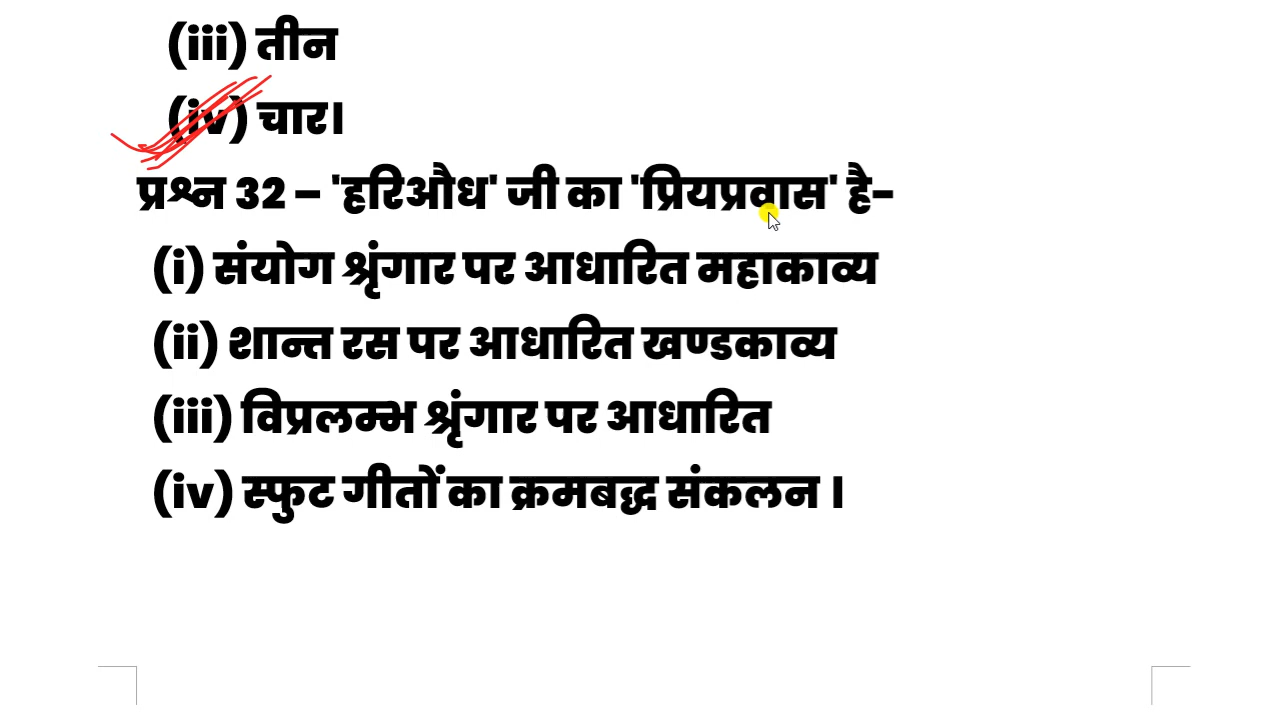 (iii) तीन
(iv) चार।
प्रश्न 32 – 'हरिऔध' जी का 'प्रियप्रवास' है-
(i) संयोग श्रृंगार पर आधारित महाकाव्य
(ii) शान्त रस पर आधारित खण्डकाव्य
(iii) विप्रलम्भ श्रृंगार पर आधारित
(iv) स्फुट गीतों का क्रमबद्ध संकलन ।